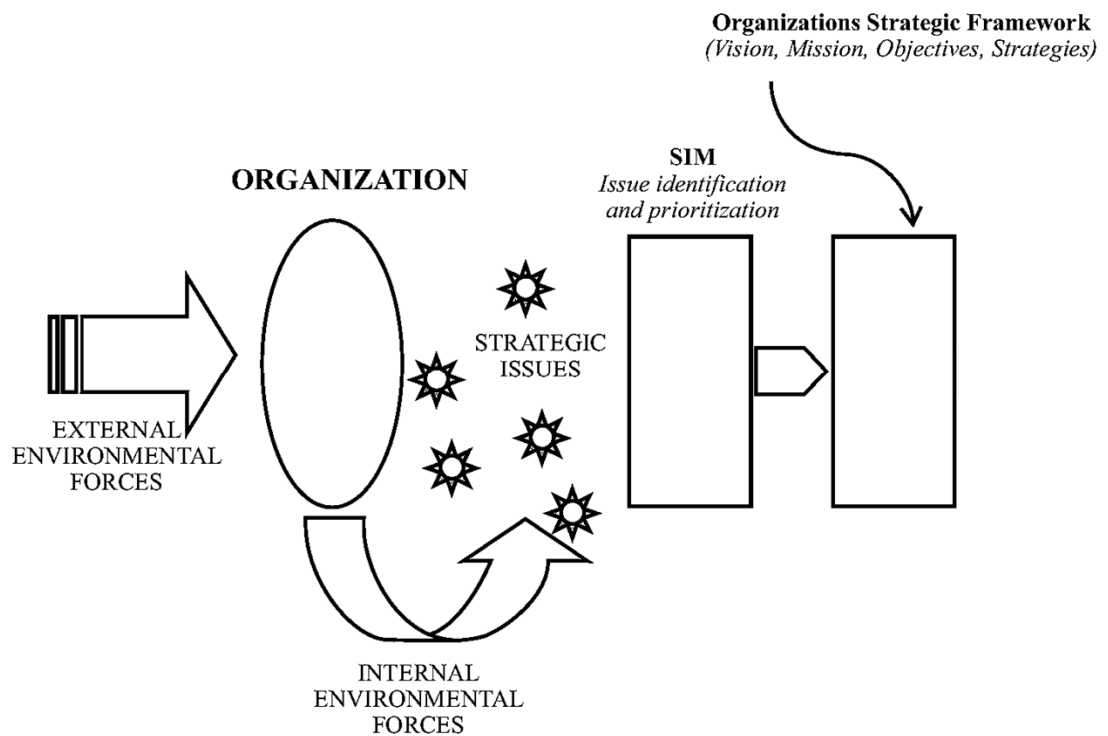 Organizations Strategic Framework
(Vision, Mission, Objectives, Strategies)
SIM
Issue identification
and prioritization
ORGANIZATION
STRATEGIC
ISSUES
EXTERNAL
ENVIRONMENTAL
FORCES
INTERNAL
ENVIRONMENTAL
FORCES